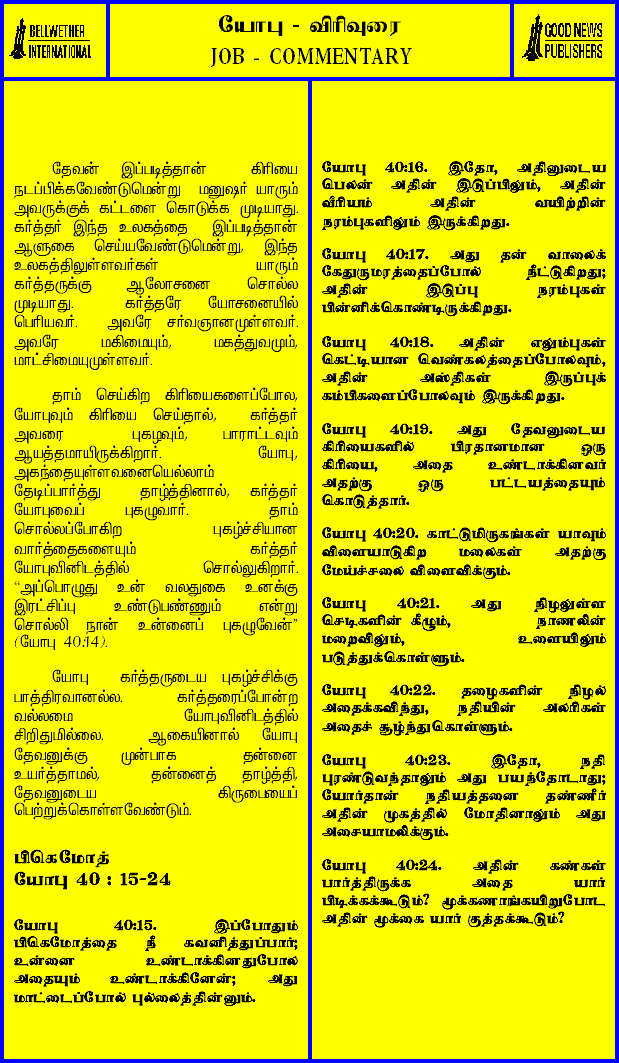 BELLWETHER
INTERNATIONAL
யோபு - விரிவுரை
JOB - COMMENTARY
GOOD NEWS
PUBLISHERS
தேவன் இப்படித்தான் கிரியை
நடப்பிக்கவேண்டுமென்று மனுஷர் யாரும்
அவருக்குக் கட்டளை கொடுக்க முடியாது.
கர்த்தர் இந்த உலகத்தை இப்படித்தான்
ஆளுகை செய்யவேண்டுமென்று, இந்த
உலகத்திலுள்ளவர்கள் யாரும்
கர்த்தருக்கு ஆலோசனை சொல்ல
முடியாது. கர்த்தரே யோசனையில்
பெரியவர். அவரே சர்வஞானமுள்ளவர்.
அவரே மகிமையும், மகத்துவமும்,
மாட்சிமையுமுள்ளவர்.
தாம் செய்கிற கிரியைகளைப்போல,
யோபுவும் கிரியை செய்தால், கர்த்தர்
அவரை புகழவும், பாராட்டவும்
ஆயத்தமாயிருக்கிறார். யோபு,
அகந்தையுள்ளவனையெல்லாம்
தேடிப்பார்த்து தாழ்த்தினால், கர்த்தர்
யோபுவைப் புகழுவார். தாம்
சொல்லப்போகிற புகழ்ச்சியான
வார்த்தைகளையும் கர்த்தர்
யோபுவினிடத்தில் சொல்லுகிறார்.
“அப்பொழுது உன் வலதுகை உனக்கு
இரட்சிப்பு உண்டுபண்ணும் என்று
சொல்லி நான் உன்னைப் புகழுவேன்”
(யோபு 40:14).
யோபு கர்த்தருடைய புகழ்ச்சிக்கு
பாத்திரவானல்ல. கர்த்தரைப்போன்ற
வல்லமை யோபுவினிடத்தில்
சிறிதுமில்லை. ஆகையினால் யோபு
தேவனுக்கு முன்பாக தன்னை
உயர்த்தாமல், தன்னைத் தாழ்த்தி,
தேவனுடைய கிருபையைப்
பெற்றுக்கொள்ளவேண்டும்.
பிகெமோத்
யோபு 40 : 15-24
யோபு 40:15. இப்போதும்
பிகெமோத்தை நீ கவனித்துப்பார்;
உன்னை உண்டாக்கினதுபோல்
அதையும் உண்டாக்கினேன்; அது
மாட்டைப்போல் புல்லைத்தின்னும்.
யோபு 40:16. இதோ, அதினுடைய
பெலன் அதின் இடுப்பிலும், அதின்
வீரியம் அதின் வயிற்றின்
நரம்புகளிலும் இருக்கிறது.
யோபு 40:17. அது தன் வாலைக்
கேதுருமரத்தைப்போல் நீட்டுகிறது;
அதின் இடுப்பு நரம்புகள்
பின்னிக்கொண்டிருக்கிறது.
யோபு 40:18. அதின் எலும்புகள்
கெட்டியான வெண்கலத்தைப்போலவும்,
அதின் அஸ்திகள் இருப்புக்
கம்பிகளைப்போலவும் இருக்கிறது.
யோபு 40:19. அது தேவனுடைய
கிரியைகளில் பிரதானமான ஒரு
கிரியை, அதை உண்டாக்கினவர்
அதற்கு ஒரு பட்டயத்தையும்
கொடுத்தார்.
யோபு 40:20. காட்டுமிருகங்கள் யாவும்
விளையாடுகிற மலைகள் அதற்கு
மேய்ச்சலை விளைவிக்கும்.
யோபு 40:21. அது நிழலுள்ள
செடிகளின் கீழும், நாணலின்
மறைவிலும், உளையிலும்
படுத்துக்கொள்ளும்.
யோபு 40:22. தழைகளின் நிழல்
அதைக்கவிந்து, நதியின் அலரிகள்
அதைச் சூழ்ந்துகொள்ளும்.
யோபு 40:23. இதோ, நதி
புரண்டுவந்தாலும் அது பயந்தோடாது;
யோர்தான் நதியத்தனை தண்ணீர்
அதின் முகத்தில் மோதினாலும் அது
அசையாமலிக்கும்.
யோபு 40:24. அதின் கண்கள்
பார்த்திருக்க அதை யார்
பிடிக்கக்கூடும்? மூக்கணாங்கயிறுபோட
அதின் மூக்கை யார் குத்தக்கூடும்?